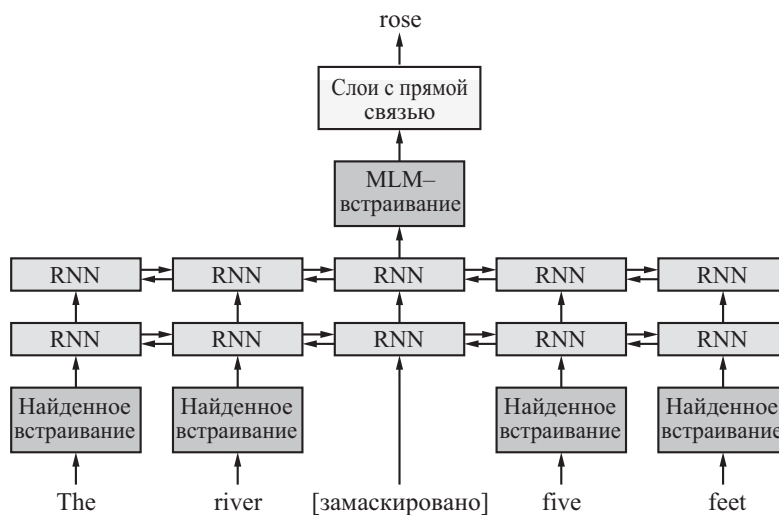 rose
Слои с прямой
связью
MLM–
встраивание
RNN RNN RNN RNN RNN
RNN RNN RNN RNN RNN
Найденное Найденное Найденное Найденное
встраивание встраивание встраивание встраивание
The river [замаскировано] five feet